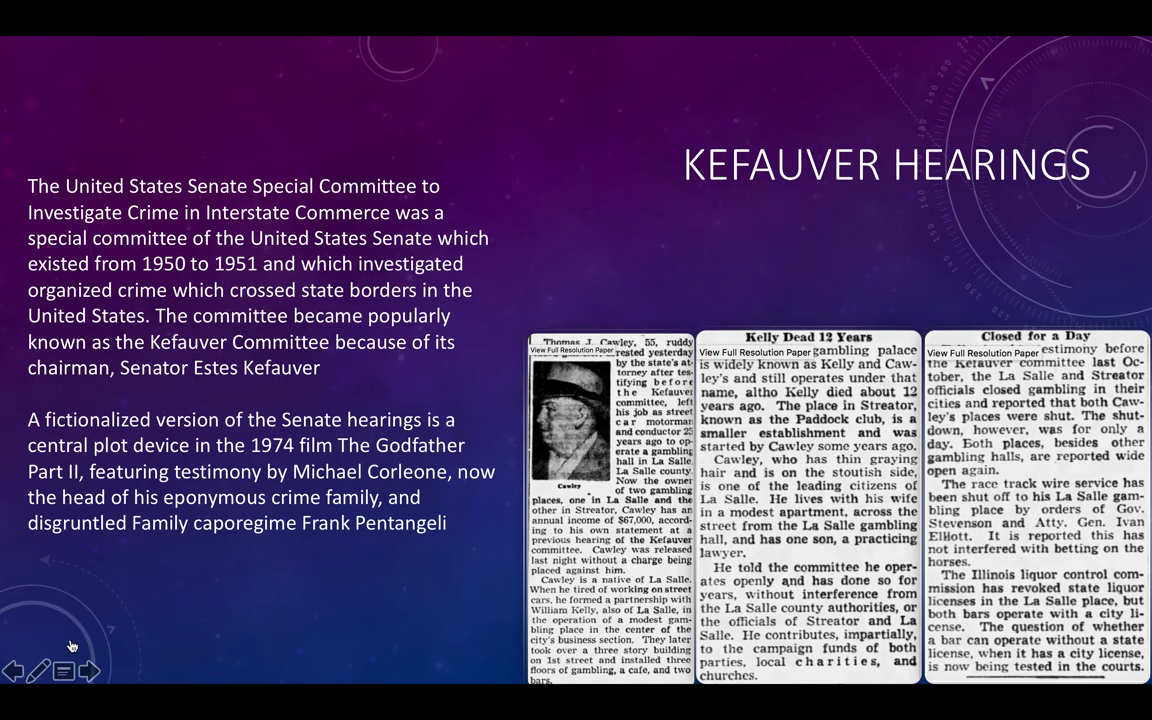 KEFAUVER HEARINGS
The United States Senate Special Committee to
Investigate Crime in Interstate Commerce was a
special committee of the United States Senate which
existed from 1950 to 1951 and which investigated
organized crime which crossed state borders in the
United States. The committee became popularly
known as the Kefauver Committee because of its
chairman, Senator Estes Kefauver
A fictionalized version of the Senate hearings is a
central plot device in the 1974 film The Godfather
Part II, featuring testimony by Michael Corleone, now
the head of his eponymous crime family, and
disgruntled Family caporegime Frank Pentangeli
Thomas J. Cawley, 55, ruddy
View Full Resolution Paper
rested yesterday
by the state's at-
torney after tes-
tifying before
the Kefauver
committee, left
his job as street
car motorman
and conductor 25
years ago to op-
erate a gambling
hall in La Salle,
La Salle county.
Now the owner
of two gambling
Cawley
places, one in La Salle and the
other in Streator, Cawley has an
annual income of $67,000, accord-
ing to his own statement at a
previous hearing of the Kefauver
committee. Cawley was released
last night without a charge being
placed against him.
Cawley is a native of La Salle.
When he tired of working on street
cars, he formed a partnership with
William Kelly, also of La Salle, in
the operation of a modest gam-
bling place in the center of the
city's business section. They later
took over a three story building
on 1st street and installed three
floors of gambling, a cafe, and two
bars.
Kelly Dead 12 Years
View Full Resolution Paper gambling palace
is widely known as Kelly and Caw-
ley's and still operates under that
name, altho Kelly died about 12
years ago. The place in Streator,
known as the Paddock club, is a
smaller establishment and was
started by Cawley some years ago.
Cawley, who has thin graying
hair and is on the stoutish side,
is one of the leading citizens of
La Salle. He lives with his wife
in a modest apartment, across the
street from the La Salle gambling
hall, and has one son, a practicing
lawyer.
He told the committee he oper-
ates openly and has done so for
years, without interference from
the La Salle county authorities, or
the officials of Streator and La
Salle. He contributes, impartially,
to the campaign funds of both
parties, local charities, and
churches.
Closed for a Day
View Full Resolution Paper estimony before
the Kefauver committee last Oc-
tober, the La Salle and Streator
officials closed gambling in their
cities and reported that both Caw-
ley's places were shut. The shut-
down, however, was for only a
day. Both places, besides other
gambling halls, are reported wide
open again.
The race track wire service has
been shut off to his La Salle gam-
bling place by orders of Gov.
Stevenson and Atty. Gen. Ivan
Elliott. It is reported this has
not interfered with betting on the
horses.
The Illinois liquor control com-
mission has revoked state liquor
licenses in the La Salle place, but
both bars operate with a city li-
cense. The question of whether
a bar can operate without a state
license, when it has a city license,
is now being tested in the courts.